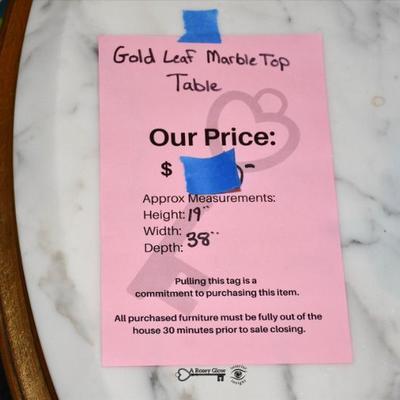 Gold Leaf Marble Top
Table
Our Price:
$
Approx Measurements:
Height: 19"
Width:
Depth: 38"
Pulling this tag is a
commitment to purchasing this item.
All purchased furniture must be fully out of the
house 30 minutes prior to sale closing.
A Rosey Glow